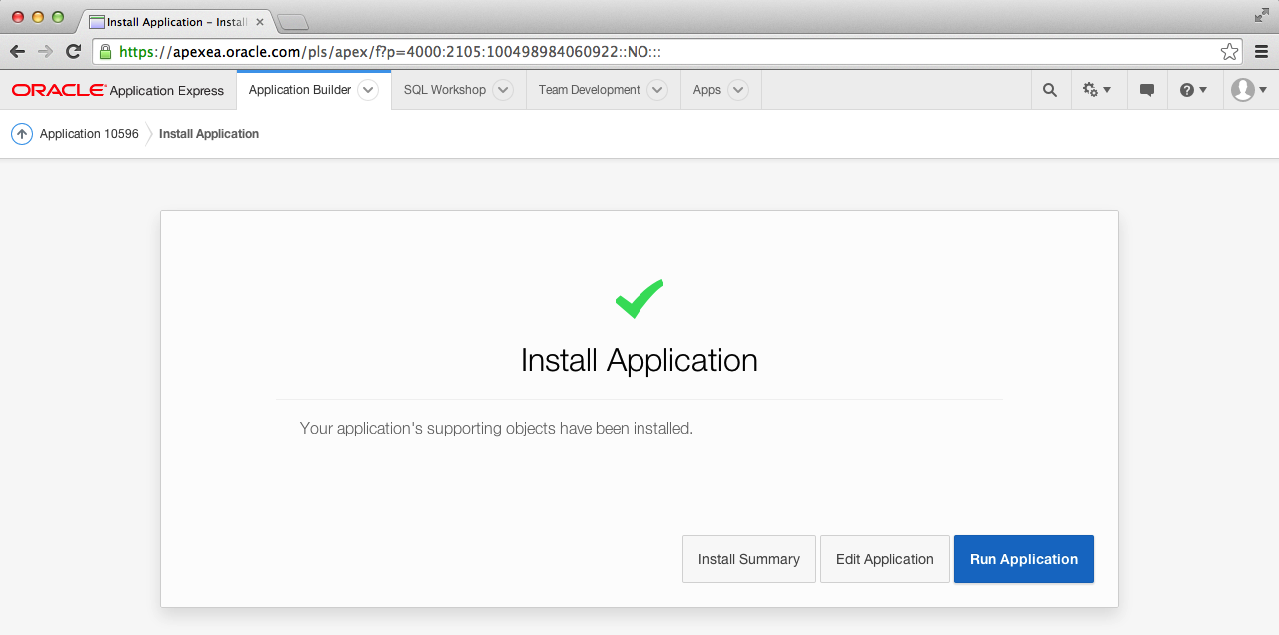 Install Application – Instal
https://apexea.oracle.com/pls/apex/f?p=4000:2105:100498984060922::NO:::
ORACLE Application Express Application Builder SQL Workshop Team Development Apps
Application 10596 Install Application
Install Application
Your application's supporting objects have been installed.
Install Summary Edit Application Run Application